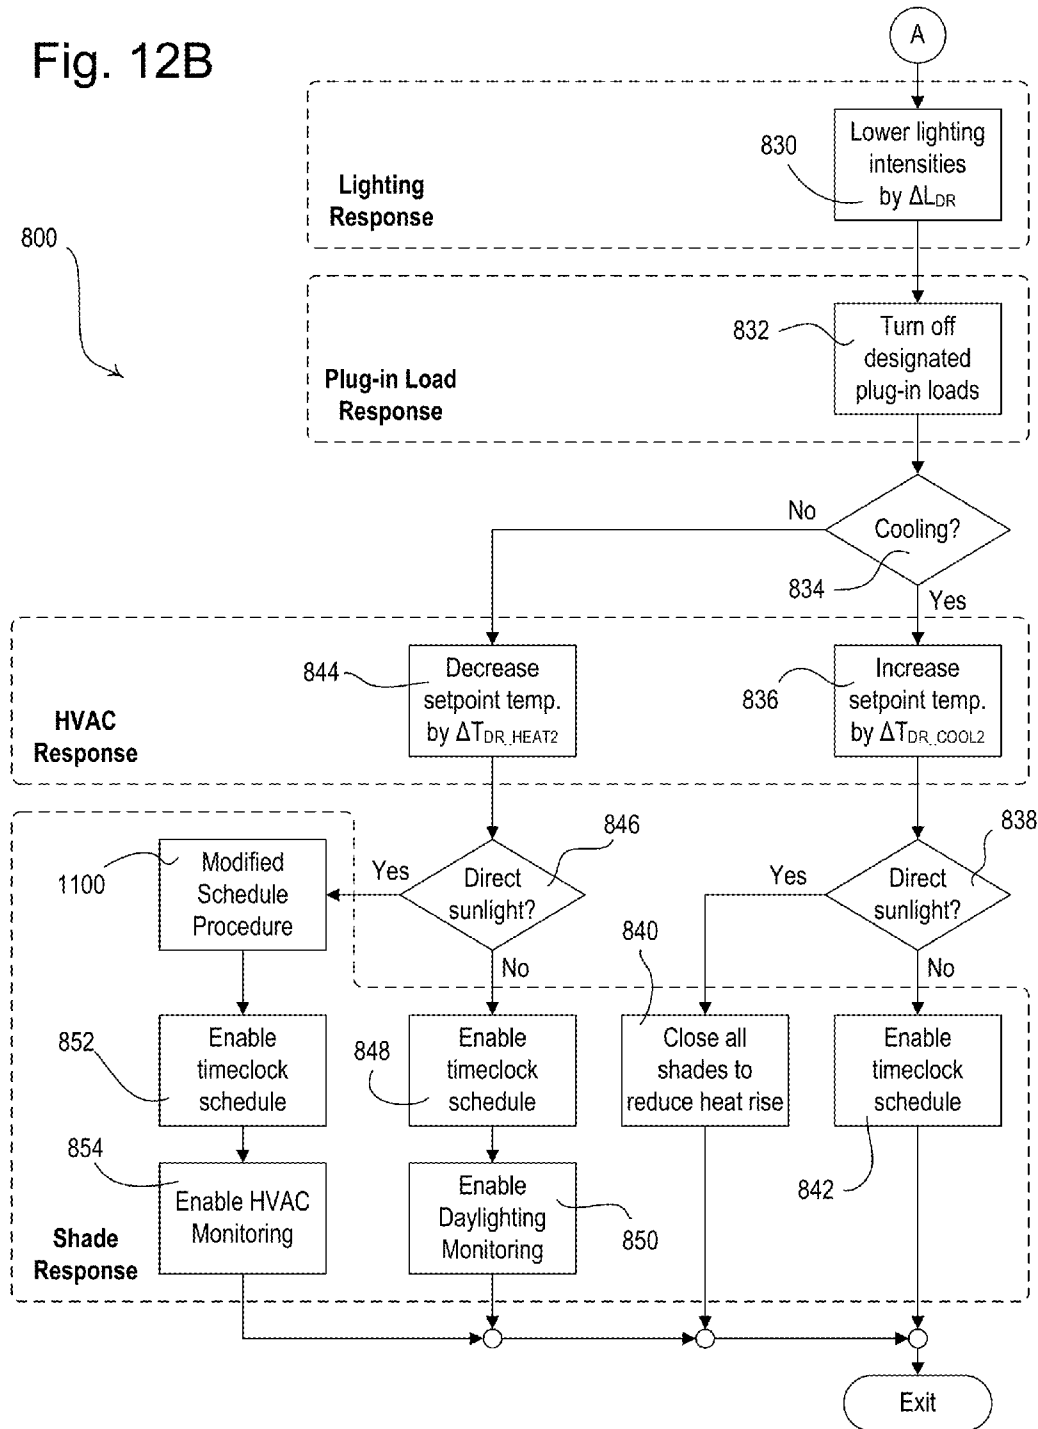 Fig. 12B
A
Lower lighting
intensities
by ΔL_DR
830
Lighting
Response
800
Turn off
designated
plug-in loads
832
Plug-in Load
Response
Cooling?
834
No
Yes
Decrease
setpoint temp.
by ΔT_DR_HEAT2
844
Increase
setpoint temp.
by ΔT_DR_COOL2
836
HVAC
Response
Modified
Schedule
Procedure
1100
Yes
Direct
sunlight?
846
No
Yes
Direct
sunlight?
838
No
Enable
timeclock
schedule
852
Enable
timeclock
schedule
848
Close all
shades to
reduce heat rise
840
Enable
timeclock
schedule
842
854
Enable HVAC
Monitoring
Enable
Daylighting
Monitoring
850
Shade
Response
Exit